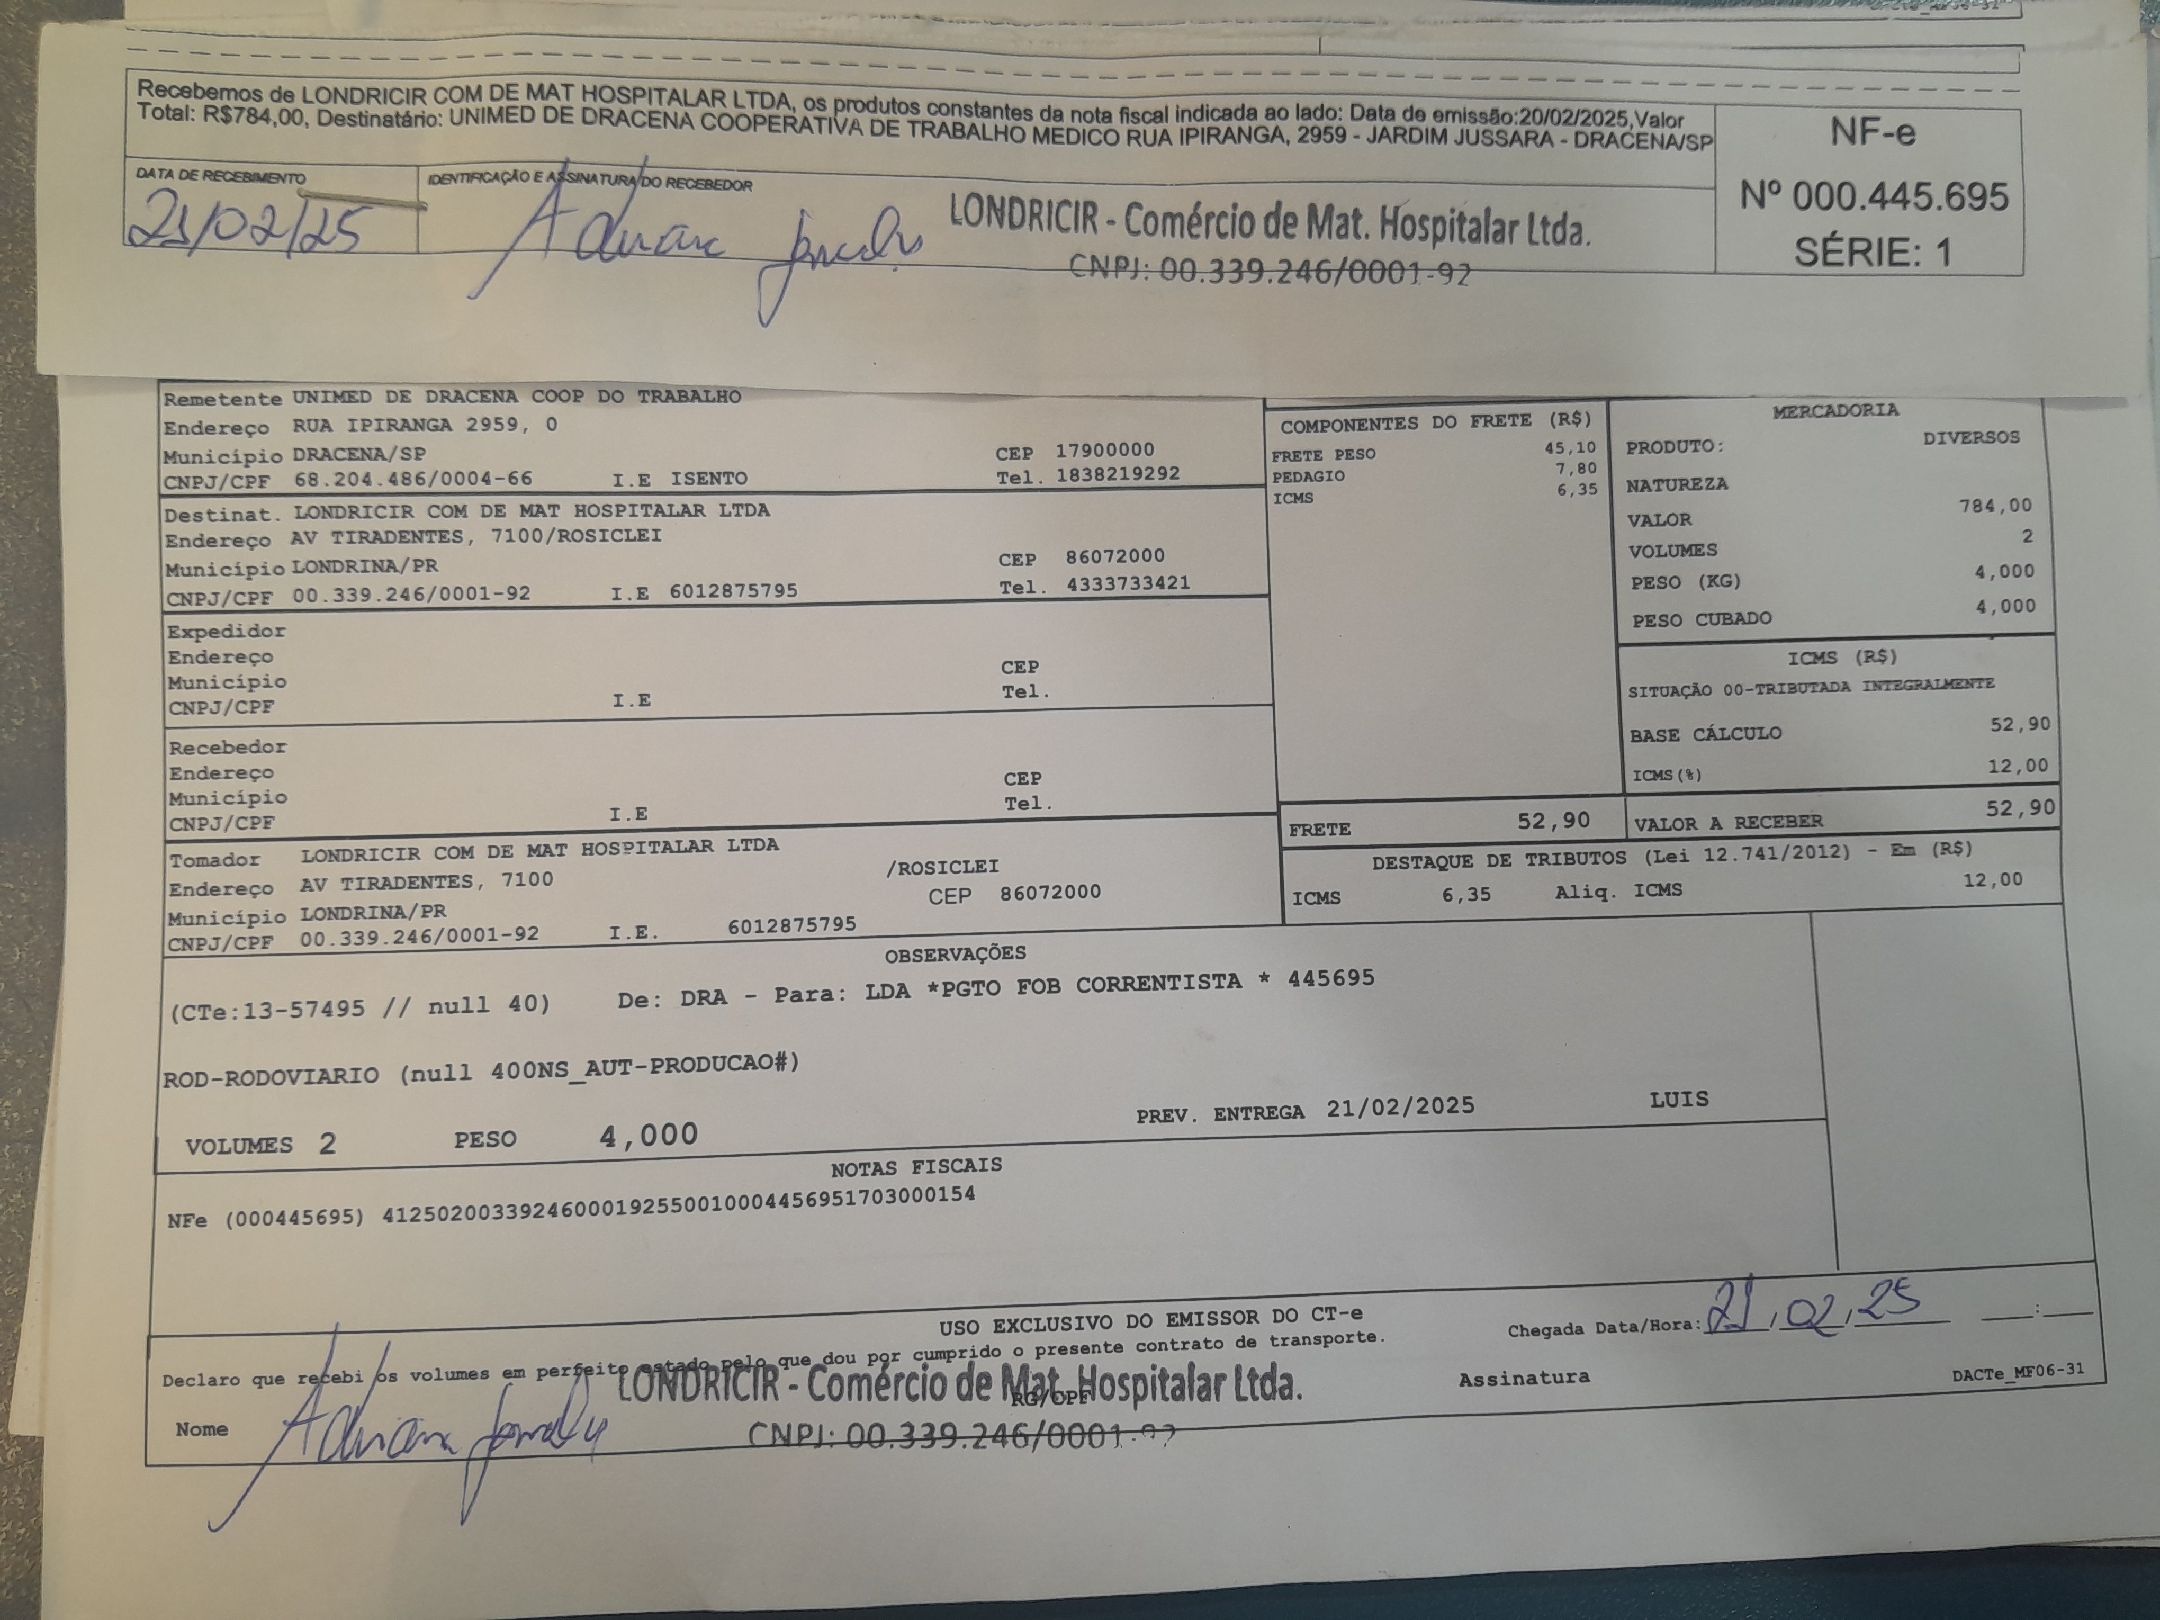 Recebemos de LONDRICIR COM DE MAT HOSPITALAR LTDA, os produtos constantes da nota fiscal indicada ao lado: Data de emissão:20/02/2025,Valor
Total: R$784,00, Destinatário: UNIMED DE DRACENA COOPERATIVA DE TRABALHO MEDICO RUA IPIRANGA, 2959 - JARDIM JUSSARA - DRACENA/SP
NF-e
Nº 000.445.695
SÉRIE: 1
DATA DE RECEBIMENTO
21/02/25
IDENTIFICAÇÃO E ASSINATURA DO RECEBEDOR
LONDRICIR - Comércio de Mat. Hospitalar Ltda.
CNPJ: 00.339.246/0001-92
Remetente UNIMED DE DRACENA COOP DO TRABALHO
Endereço RUA IPIRANGA 2959, 0
Município DRACENA/SP CEP 17900000
CNPJ/CPF 68.204.486/0004-66 I.E ISENTO Tel. 1838219292
Destinat. LONDRICIR COM DE MAT HOSPITALAR LTDA
Endereço AV TIRADENTES, 7100/ROSICLEI
Município LONDRINA/PR CEP 86072000
CNPJ/CPF 00.339.246/0001-92 I.E 6012875795 Tel. 4333733421
Expedidor
Endereço
Município CEP
CNPJ/CPF I.E Tel.
Recebedor
Endereço
Município CEP
CNPJ/CPF I.E Tel.
Tomador LONDRICIR COM DE MAT HOSPITALAR LTDA
Endereço AV TIRADENTES, 7100 /ROSICLEI
Município LONDRINA/PR CEP 86072000
CNPJ/CPF 00.339.246/0001-92 I.E. 6012875795
COMPONENTES DO FRETE (R$)
FRETE PESO 45,10
PEDAGIO 7,80
ICMS 6,35
MERCADORIA
PRODUTO: DIVERSOS
NATUREZA
VALOR 784,00
VOLUMES 2
PESO (KG) 4,000
PESO CUBADO 4,000
ICMS (R$)
SITUAÇÃO 00-TRIBUTADA INTEGRALMENTE
BASE CÁLCULO 52,90
ICMS(%) 12,00
FRETE 52,90 VALOR A RECEBER 52,90
DESTAQUE DE TRIBUTOS (Lei 12.741/2012) - Em (R$)
ICMS 6,35 Aliq. ICMS 12,00
OBSERVAÇÕES
(CTe:13-57495 // null 40) De: DRA - Para: LDA *PGTO FOB CORRENTISTA * 445695
ROD-RODOVIARIO (null 400NS_AUT-PRODUCAO#)
VOLUMES 2 PESO 4,000 PREV. ENTREGA 21/02/2025 LUIS
NOTAS FISCAIS
NFe (000445695) 41250200339246000192550010004456951703000154
USO EXCLUSIVO DO EMISSOR DO CT-e
Declaro que recebi os volumes em perfeito estado pelo que dou por cumprido o presente contrato de transporte.
Chegada Data/Hora: 21,02,25 :
LONDRICIR - Comércio de Mat. Hospitalar Ltda.
Nome RG/CPF Assinatura
CNPJ: 00.339.246/0001-92
DACTe_MF06-31